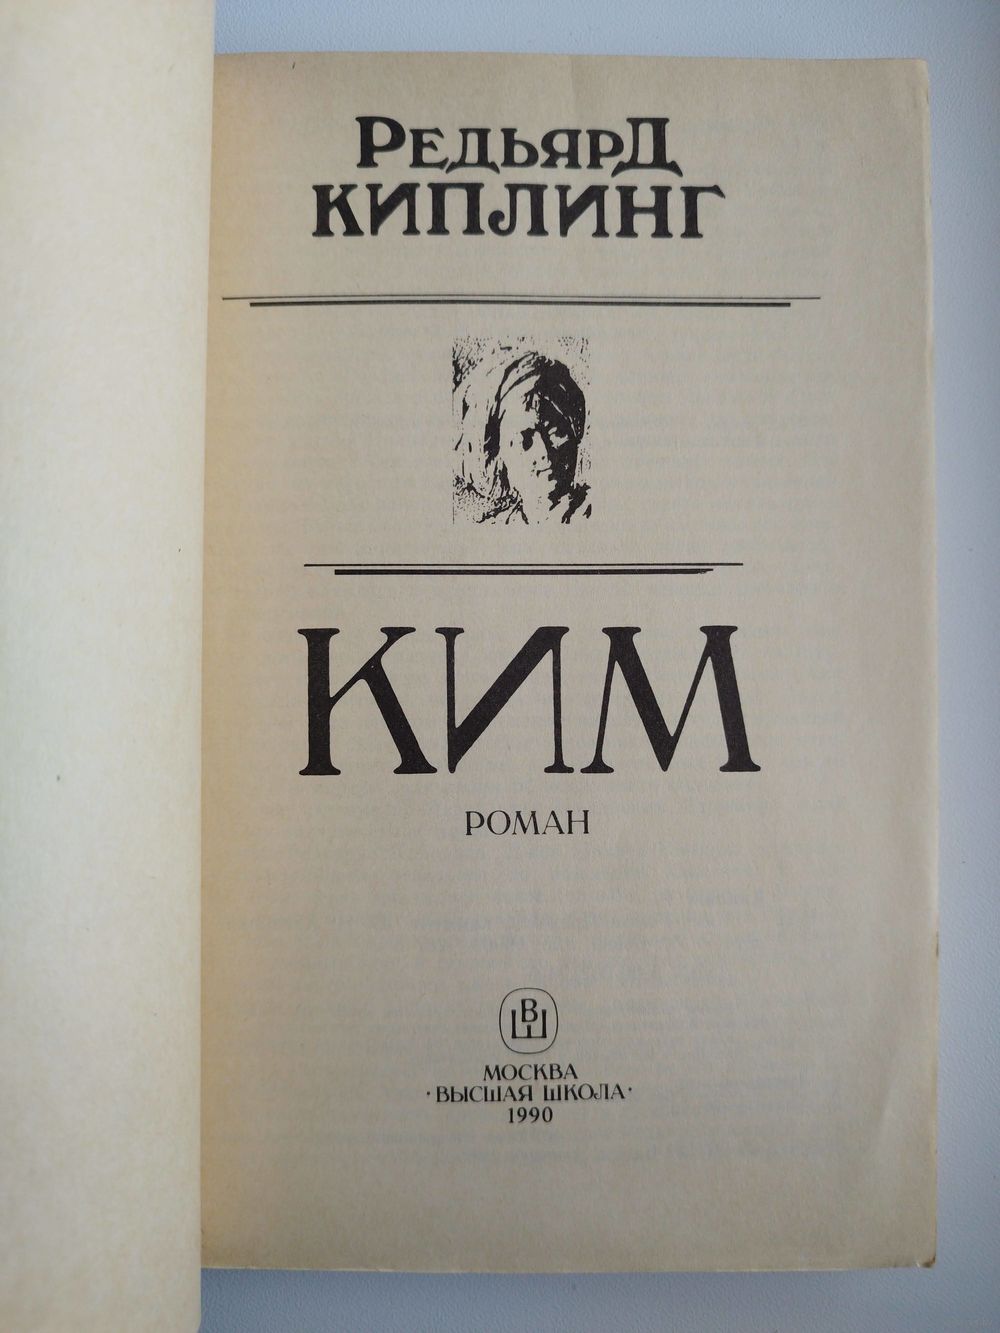 РЕДЬЯРД
КИПЛИНГ
КИМ
РОМАН
ВШ
МОСКВА
·ВЫСШАЯ ШКОЛА·
1990